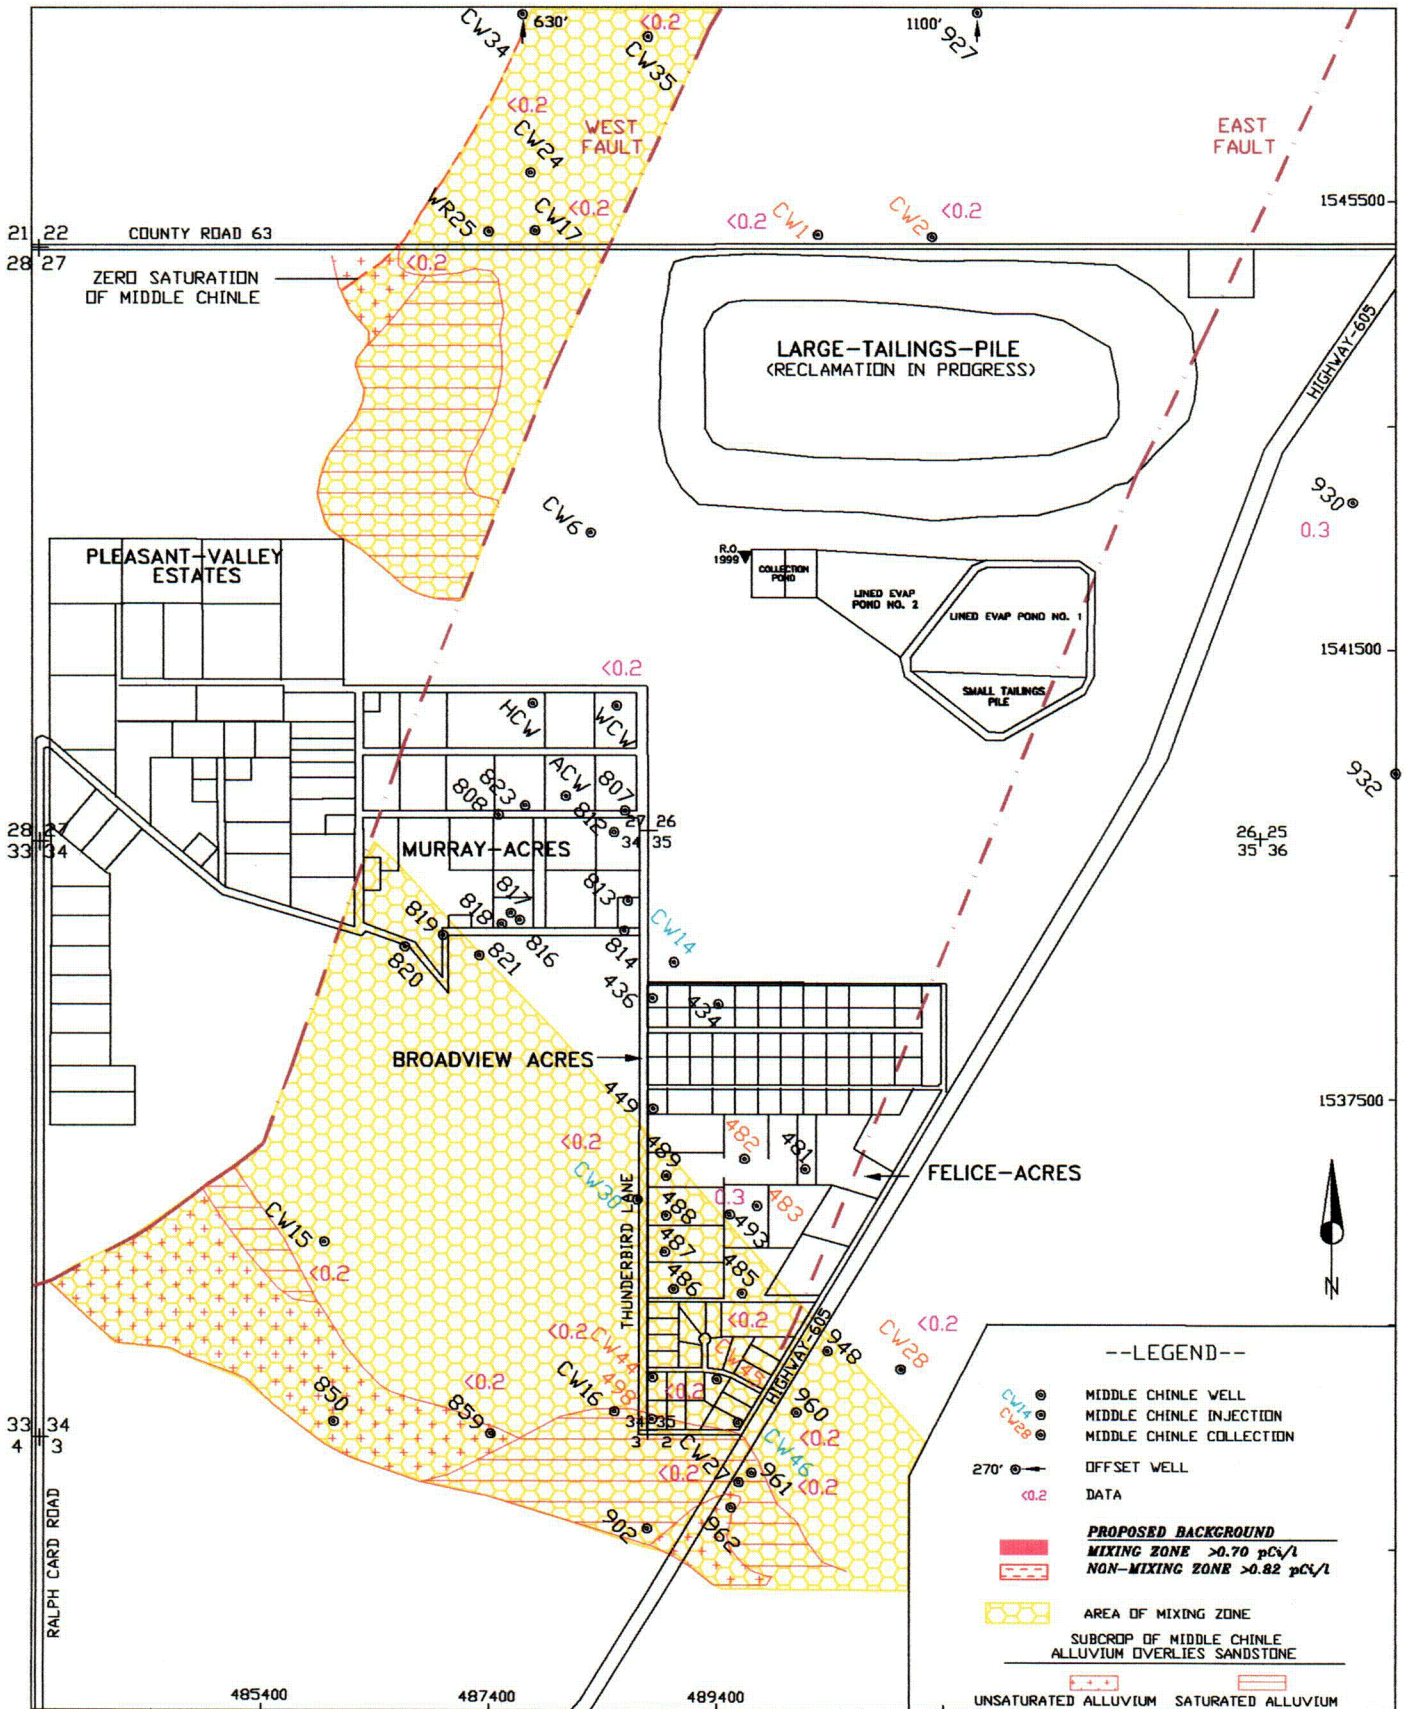 CW34
630'
<0.2
CW35
1100'
927
<0.2
WEST
FAULT
EAST
FAULT
CW24
WR25
CW17
<0.2
<0.2
CW1
CW2
<0.2
1545500
21 22
28 27
COUNTY ROAD 63
<0.2
ZERO SATURATION
OF MIDDLE CHINLE
LARGE-TAILINGS-PILE
(RECLAMATION IN PROGRESS)
HIGHWAY-605
930
0.3
CW6
PLEASANT-VALLEY
ESTATES
R.O.
1999
COLLECTION
POND
LINED EVAP
POND NO. 2
LINED EVAP POND NO. 1
SMALL TAILINGS
PILE
1541500
<0.2
HCW
WCW
932
ACW
807
823
808
812
27 26
34 35
28 27
33 34
26 25
35 36
MURRAY-ACRES
813
817
818
819
816
821
820
814
CW14
436
434
BROADVIEW ACRES
449
1537500
<0.2
489
482
481
FELICE-ACRES
CW30
THUNDERBIRD LANE
488
0.3
493
483
CW15
487
<0.2
486
485
N
<0.2
<0.2
<0.2
CW44
CW45
HIGHWAY-605
948
CW28
<0.2
498
<0.2
CW16
850
859
960
33 34
4 3
34 35
3 2
<0.2
CW46
CW27
<0.2
961
<0.2
902
962
RALPH CARD ROAD
485400
487400
489400
--LEGEND--
MIDDLE CHINLE WELL
CW14 MIDDLE CHINLE INJECTION
CW28 MIDDLE CHINLE COLLECTION
270' OFFSET WELL
<0.2 DATA
PROPOSED BACKGROUND
MIXING ZONE >0.70 pCi/l
NON-MIXING ZONE >0.82 pCi/l
AREA OF MIXING ZONE
SUBCROP OF MIDDLE CHINLE
ALLUVIUM OVERLIES SANDSTONE
UNSATURATED ALLUVIUM SATURATED ALLUVIUM